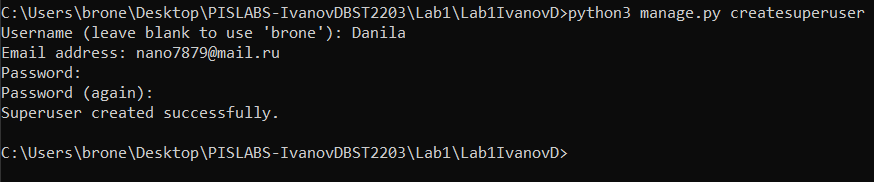 C:\Users\brone\Desktop\PISLABS-IvanovDBST2203\Lab1\Lab1IvanovD>python3 manage.py createsuperuser
Username (leave blank to use 'brone'): Danila
Email address: nano7879@mail.ru
Password:
Password (again):
Superuser created successfully.
C:\Users\brone\Desktop\PISLABS-IvanovDBST2203\Lab1\Lab1IvanovD>